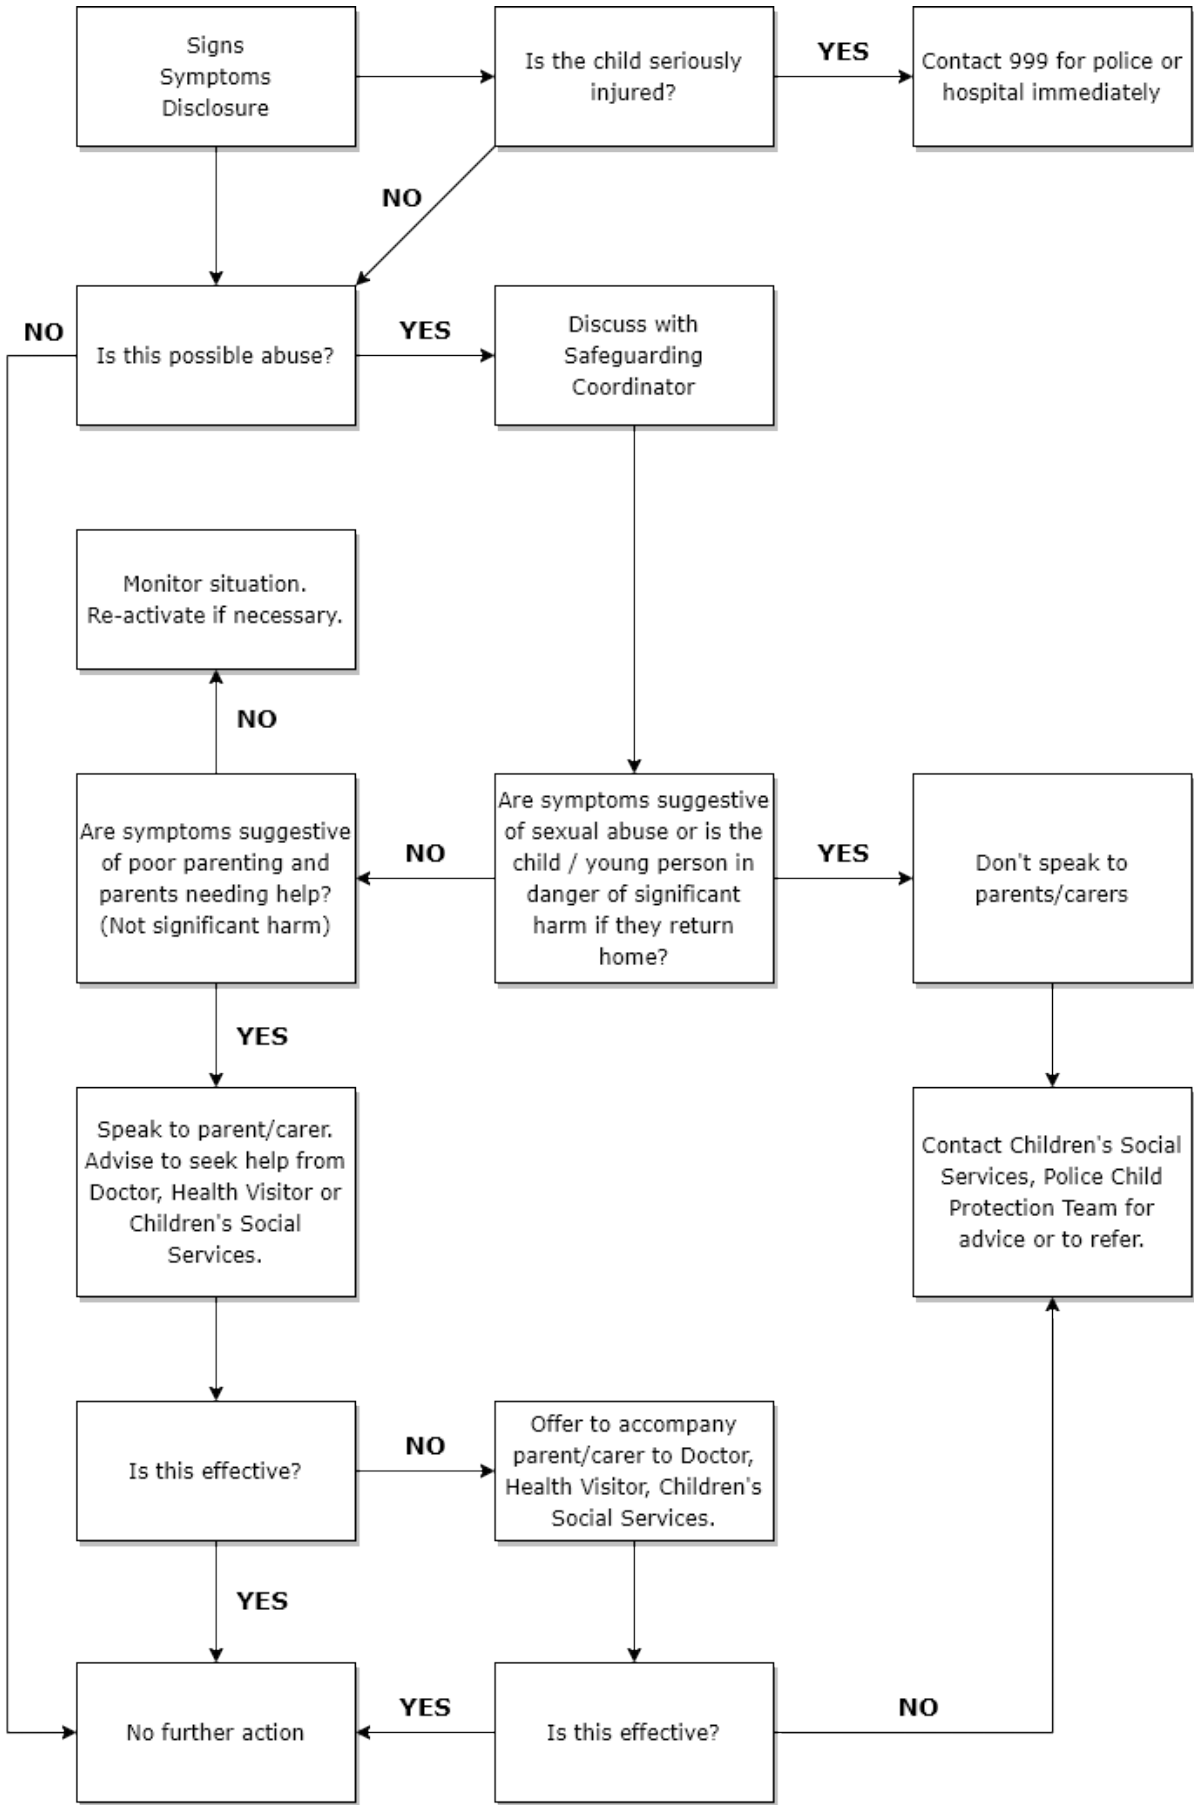 Signs
Symptoms
Disclosure
Is the child seriously
injured?
YES
Contact 999 for police or
hospital immediately
NO
NO
Is this possible abuse?
YES
Discuss with
Safeguarding
Coordinator
Monitor situation.
Re-activate if necessary.
NO
Are symptoms suggestive
of poor parenting and
parents needing help?
(Not significant harm)
NO
Are symptoms suggestive
of sexual abuse or is the
child / young person in
danger of significant
harm if they return
home?
YES
Don't speak to
parents/carers
YES
Speak to parent/carer.
Advise to seek help from
Doctor, Health Visitor or
Children's Social
Services.
Contact Children's Social
Services, Police Child
Protection Team for
advice or to refer.
Is this effective?
NO
Offer to accompany
parent/carer to Doctor,
Health Visitor, Children's
Social Services.
YES
No further action
YES
Is this effective?
NO